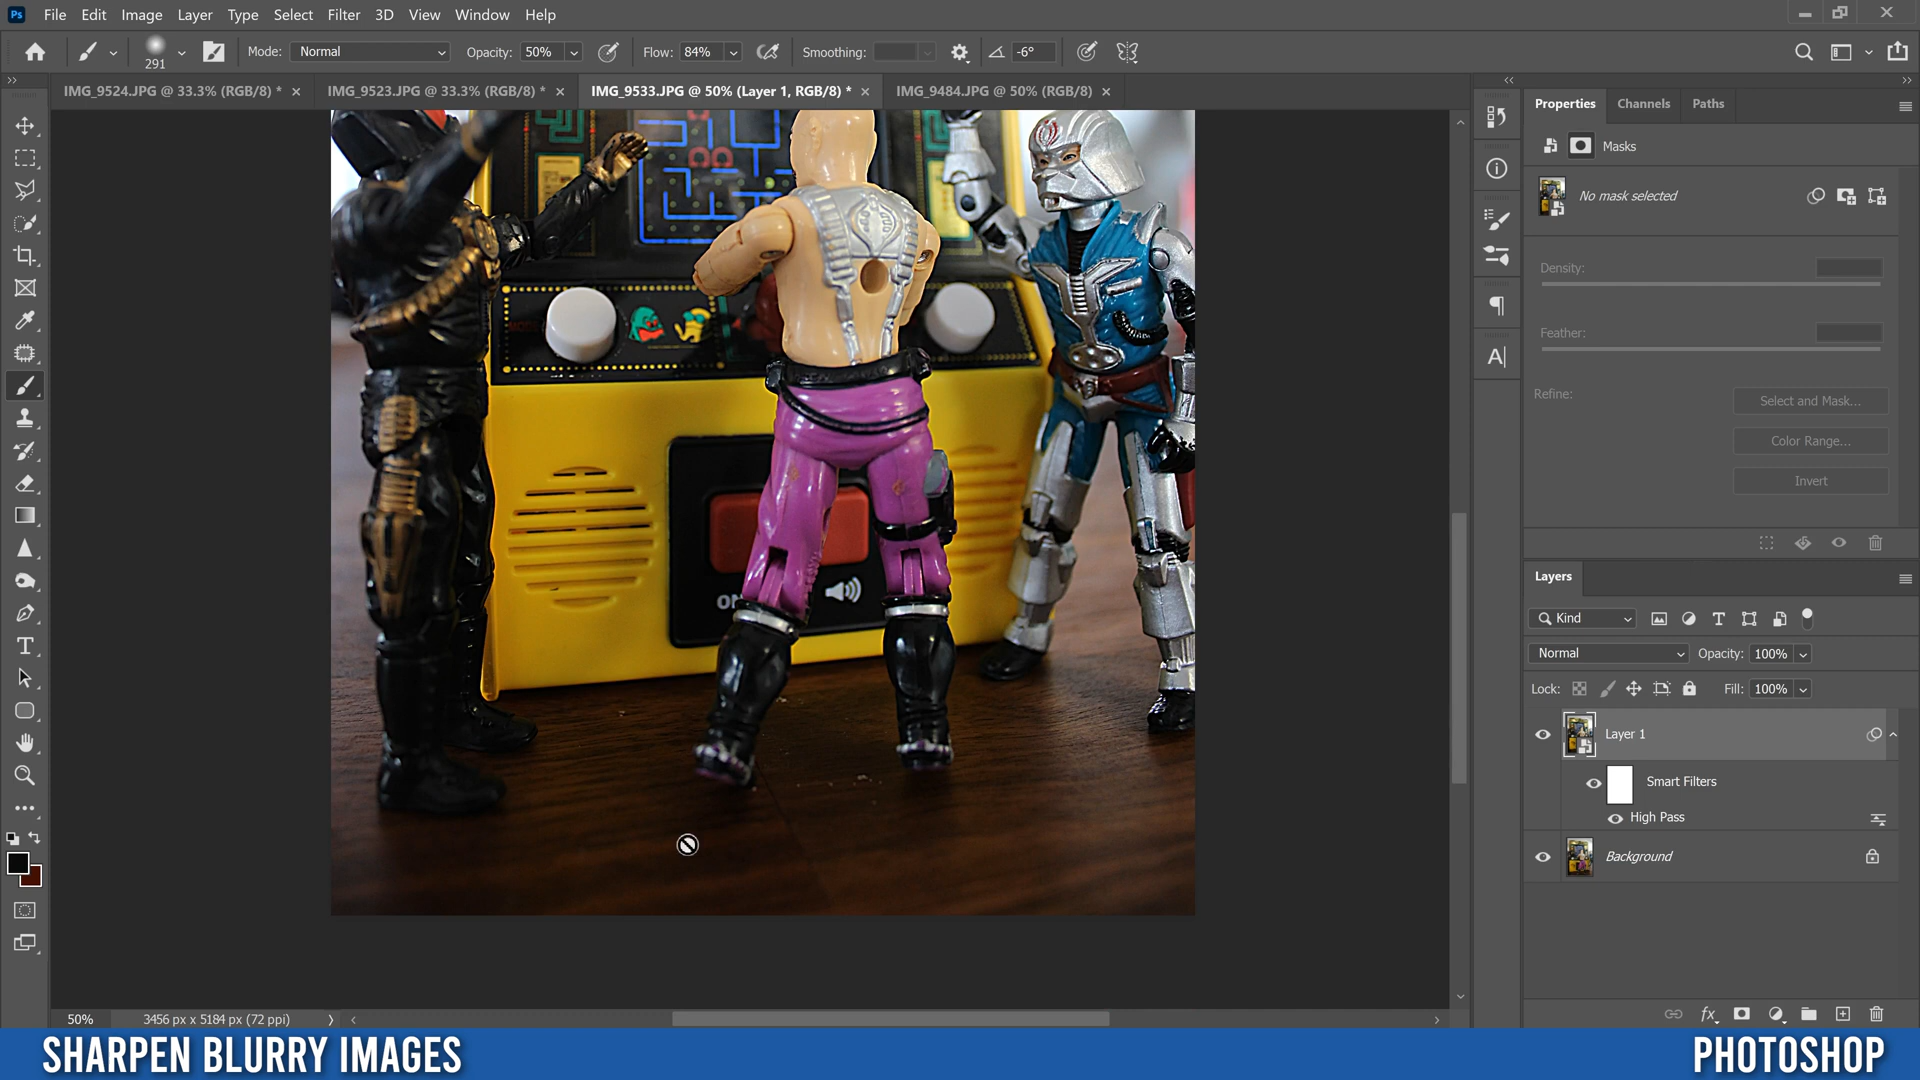 Ps File Edit Image Layer Type Select Filter 3D View Window Help
291 Mode: Normal Opacity: 50% Flow: 84% Smoothing: -6°
IMG_9524.JPG @ 33.3% (RGB/8) * IMG_9523.JPG @ 33.3% (RGB/8) * IMG_9533.JPG @ 50% (Layer 1, RGB/8) * IMG_9484.JPG @ 50% (RGB/8)
Properties Channels Paths
Masks
No mask selected
Density:
Feather:
Refine: Select and Mask...
Color Range...
Invert
Layers
Kind
Normal Opacity: 100%
Lock: Fill: 100%
Layer 1
Smart Filters
High Pass
Background
50% 3456 px x 5184 px (72 ppi)
SHARPEN BLURRY IMAGES PHOTOSHOP